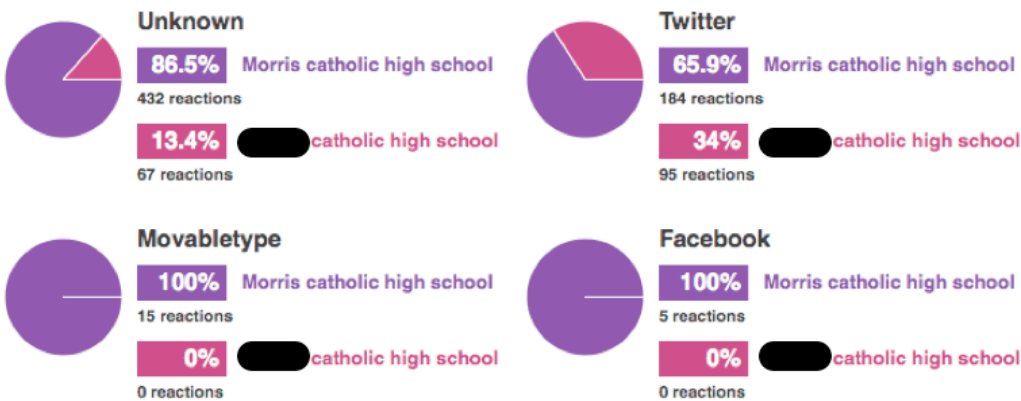 Unknown
86.5% Morris catholic high school
432 reactions
13.4% catholic high school
67 reactions
Twitter
65.9% Morris catholic high school
184 reactions
34% catholic high school
95 reactions
Movabletype
100% Morris catholic high school
15 reactions
0% catholic high school
0 reactions
Facebook
100% Morris catholic high school
5 reactions
0% catholic high school
0 reactions